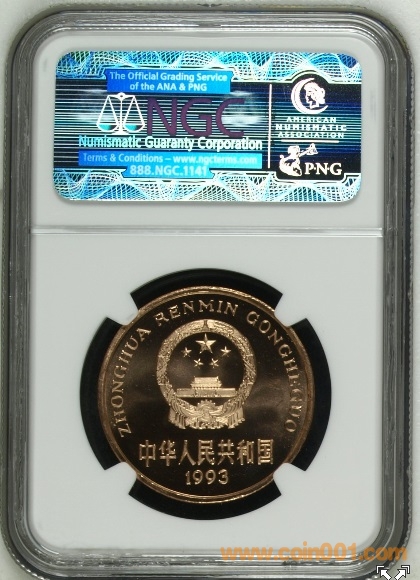 The Official Grading Service
of the ANA & PNG
NGC
Numismatic Guaranty Corporation
Terms & Conditions – www.ngcterms.com
888.NGC.1141
AMERICAN
NUMISMATIC
ASSOCIATION
PNG
ZHONGHUA RENMIN GONGHEGUO
中华人民共和国
1993
www.coin001.com